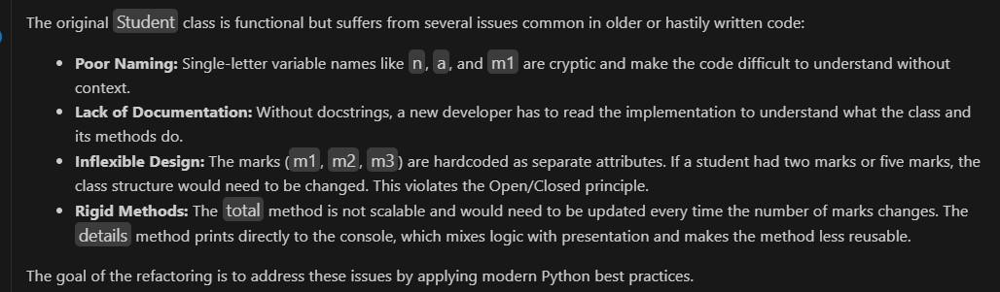 The original Student class is functional but suffers from several issues common in older or hastily written code:
• Poor Naming: Single-letter variable names like n, a, and m1 are cryptic and make the code difficult to understand without
context.
• Lack of Documentation: Without docstrings, a new developer has to read the implementation to understand what the class and
its methods do.
• Inflexible Design: The marks (m1, m2, m3) are hardcoded as separate attributes. If a student had two marks or five marks, the
class structure would need to be changed. This violates the Open/Closed principle.
• Rigid Methods: The total method is not scalable and would need to be updated every time the number of marks changes. The
details method prints directly to the console, which mixes logic with presentation and makes the method less reusable.
The goal of the refactoring is to address these issues by applying modern Python best practices.